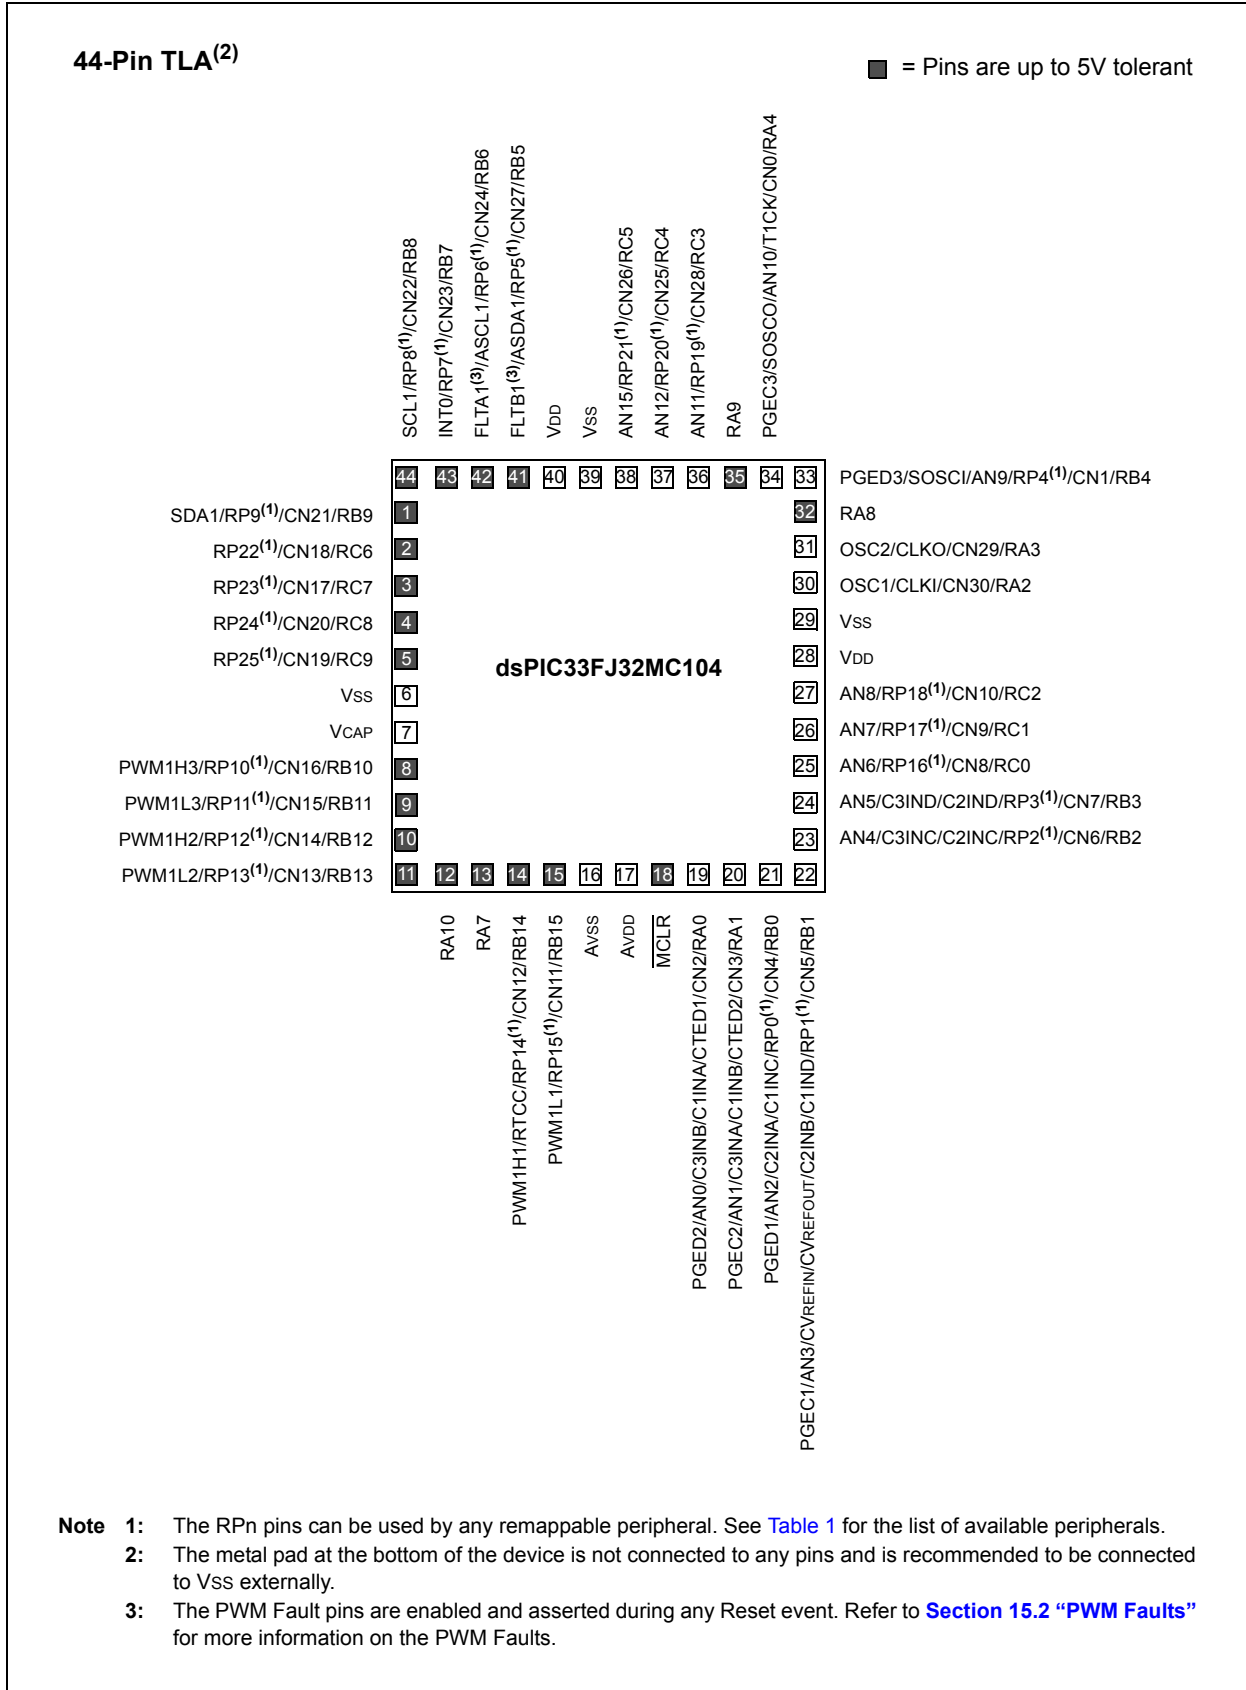 44-Pin TLA(2)
= Pins are up to 5V tolerant
SCL1/RP8(1)/CN22/RB8
INT0/RP7(1)/CN23/RB7
FLTA1(3)/ASCL1/RP6(1)/CN24/RB6
FLTB1(3)/ASDA1/RP5(1)/CN27/RB5
VDD
VSS
AN15/RP21(1)/CN26/RC5
AN12/RP20(1)/CN25/RC4
AN11/RP19(1)/CN28/RC3
RA9
PGEC3/SOSCO/AN10/T1CK/CN0/RA4
44 43 42 41 40 39 38 37 36 35 34 33 PGED3/SOSCI/AN9/RP4(1)/CN1/RB4
SDA1/RP9(1)/CN21/RB9 1 32 RA8
RP22(1)/CN18/RC6 2 31 OSC2/CLKO/CN29/RA3
RP23(1)/CN17/RC7 3 30 OSC1/CLKI/CN30/RA2
RP24(1)/CN20/RC8 4 29 VSS
RP25(1)/CN19/RC9 5 dsPIC33FJ32MC104 28 VDD
VSS 6 27 AN8/RP18(1)/CN10/RC2
VCAP 7 26 AN7/RP17(1)/CN9/RC1
PWM1H3/RP10(1)/CN16/RB10 8 25 AN6/RP16(1)/CN8/RC0
PWM1L3/RP11(1)/CN15/RB11 9 24 AN5/C3IND/C2IND/RP3(1)/CN7/RB3
PWM1H2/RP12(1)/CN14/RB12 10 23 AN4/C3INC/C2INC/RP2(1)/CN6/RB2
PWM1L2/RP13(1)/CN13/RB13 11 12 13 14 15 16 17 18 19 20 21 22
RA10
RA7
PWM1H1/RTCC/RP14(1)/CN12/RB14
PWM1L1/RP15(1)/CN11/RB15
AVSS
AVDD
MCLR
PGED2/AN0/C3INB/C1INA/CTED1/CN2/RA0
PGEC2/AN1/C3INA/C1INB/CTED2/CN3/RA1
PGED1/AN2/C2INA/C1INC/RP0(1)/CN4/RB0
PGEC1/AN3/CVREFIN/CVREFOUT/C2INB/C1IND/RP1(1)/CN5/RB1
Note 1: The RPn pins can be used by any remappable peripheral. See Table 1 for the list of available peripherals.
2: The metal pad at the bottom of the device is not connected to any pins and is recommended to be connected
to VSS externally.
3: The PWM Fault pins are enabled and asserted during any Reset event. Refer to Section 15.2 “PWM Faults”
for more information on the PWM Faults.